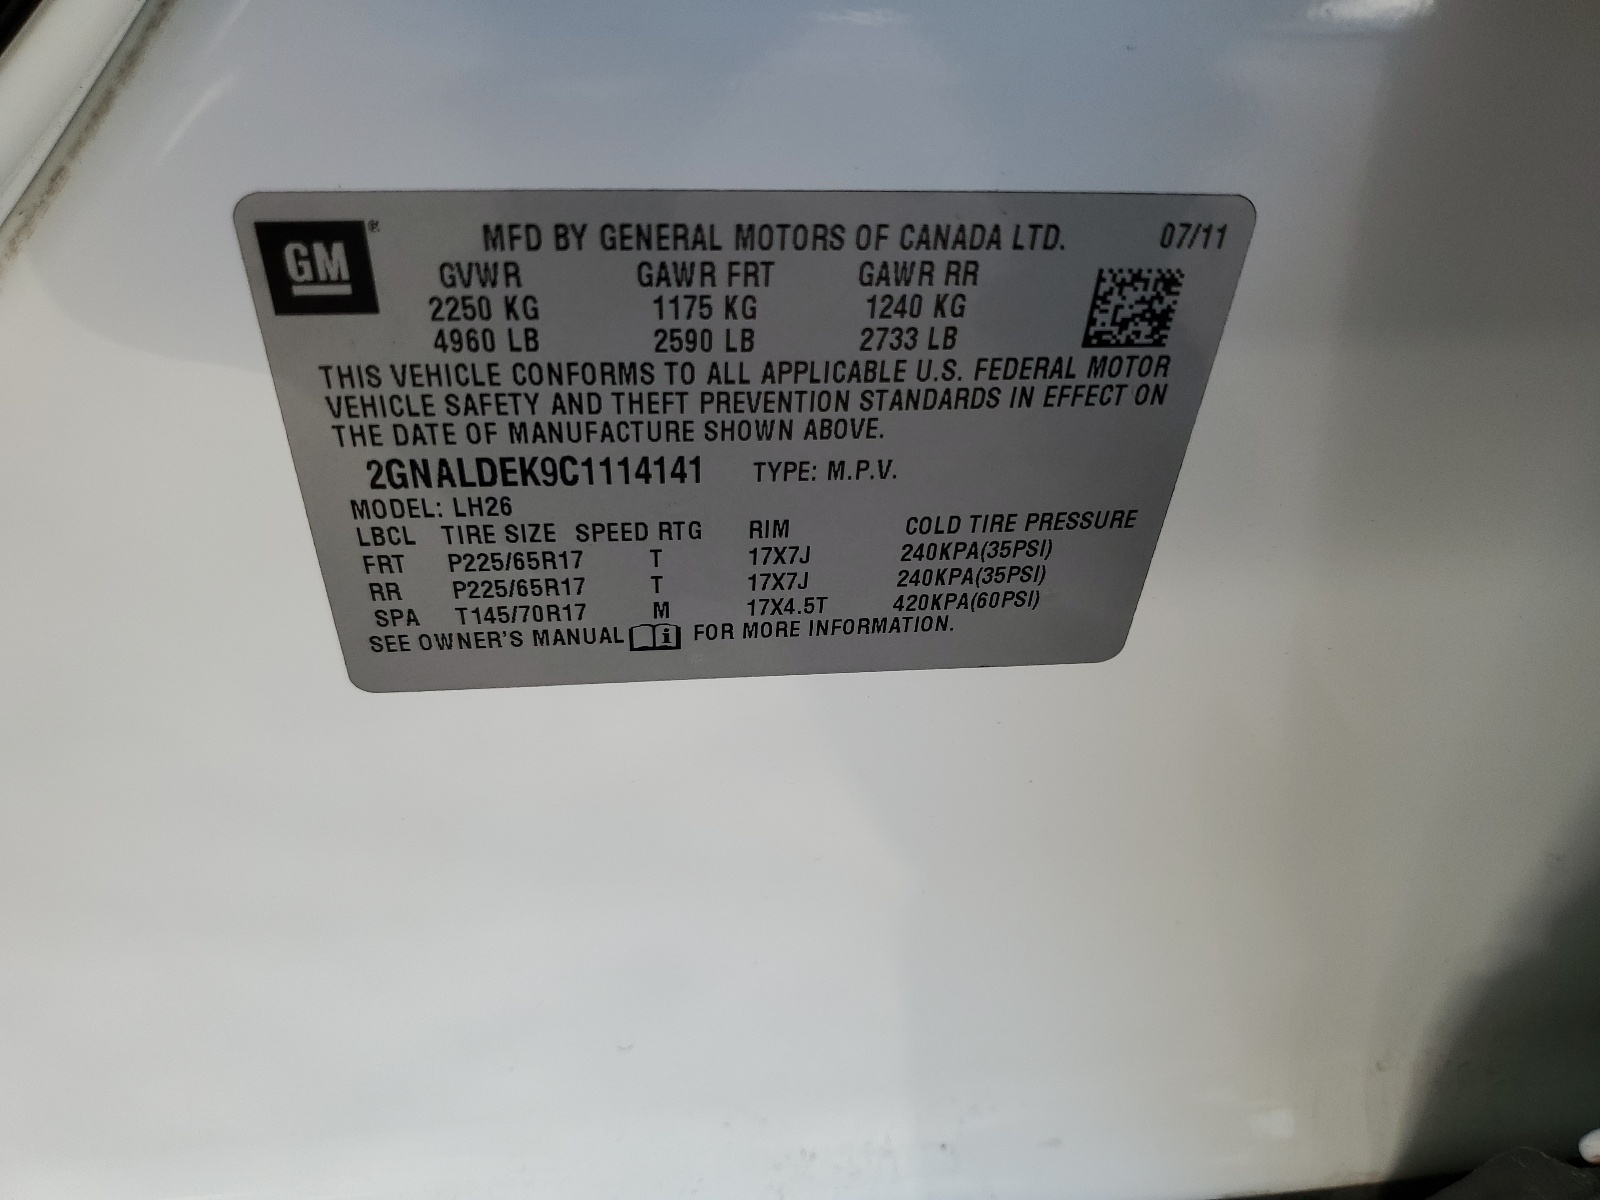 GM® MFD BY GENERAL MOTORS OF CANADA LTD. 07/11
GVWR GAWR FRT GAWR RR
2250 KG 1175 KG 1240 KG
4960 LB 2590 LB 2733 LB
THIS VEHICLE CONFORMS TO ALL APPLICABLE U.S. FEDERAL MOTOR
VEHICLE SAFETY AND THEFT PREVENTION STANDARDS IN EFFECT ON
THE DATE OF MANUFACTURE SHOWN ABOVE.
2GNALDEK9C1114141 TYPE: M.P.V.
MODEL: LH26
LBCL TIRE SIZE SPEED RTG RIM COLD TIRE PRESSURE
FRT P225/65R17 T 17X7J 240KPA(35PSI)
RR P225/65R17 T 17X7J 240KPA(35PSI)
SPA T145/70R17 M 17X4.5T 420KPA(60PSI)
SEE OWNER'S MANUAL i FOR MORE INFORMATION.